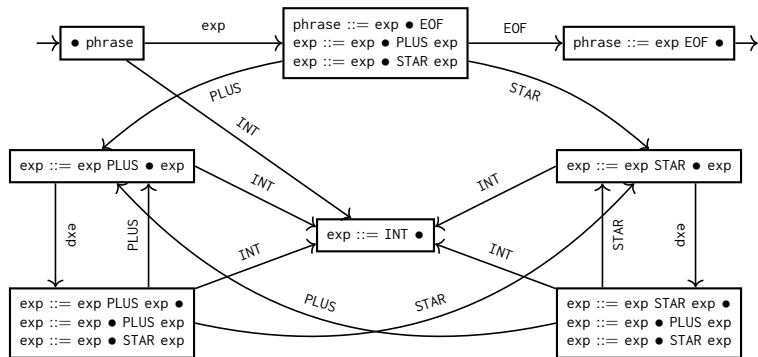 exp
phrase ::= exp ● EOF
EOF
● phrase
exp ::= exp ● PLUS exp
phrase ::= exp EOF ●
exp ::= exp ● STAR exp
PLUS
STAR
INT
exp ::= exp PLUS ● exp
exp ::= exp STAR ● exp
INT
INT
exp
PLUS
exp ::= INT ●
STAR
exp
INT
INT
exp ::= exp PLUS exp ●
exp ::= exp ● PLUS exp
exp ::= exp ● STAR exp
PLUS
STAR
exp ::= exp STAR exp ●
exp ::= exp ● PLUS exp
exp ::= exp ● STAR exp